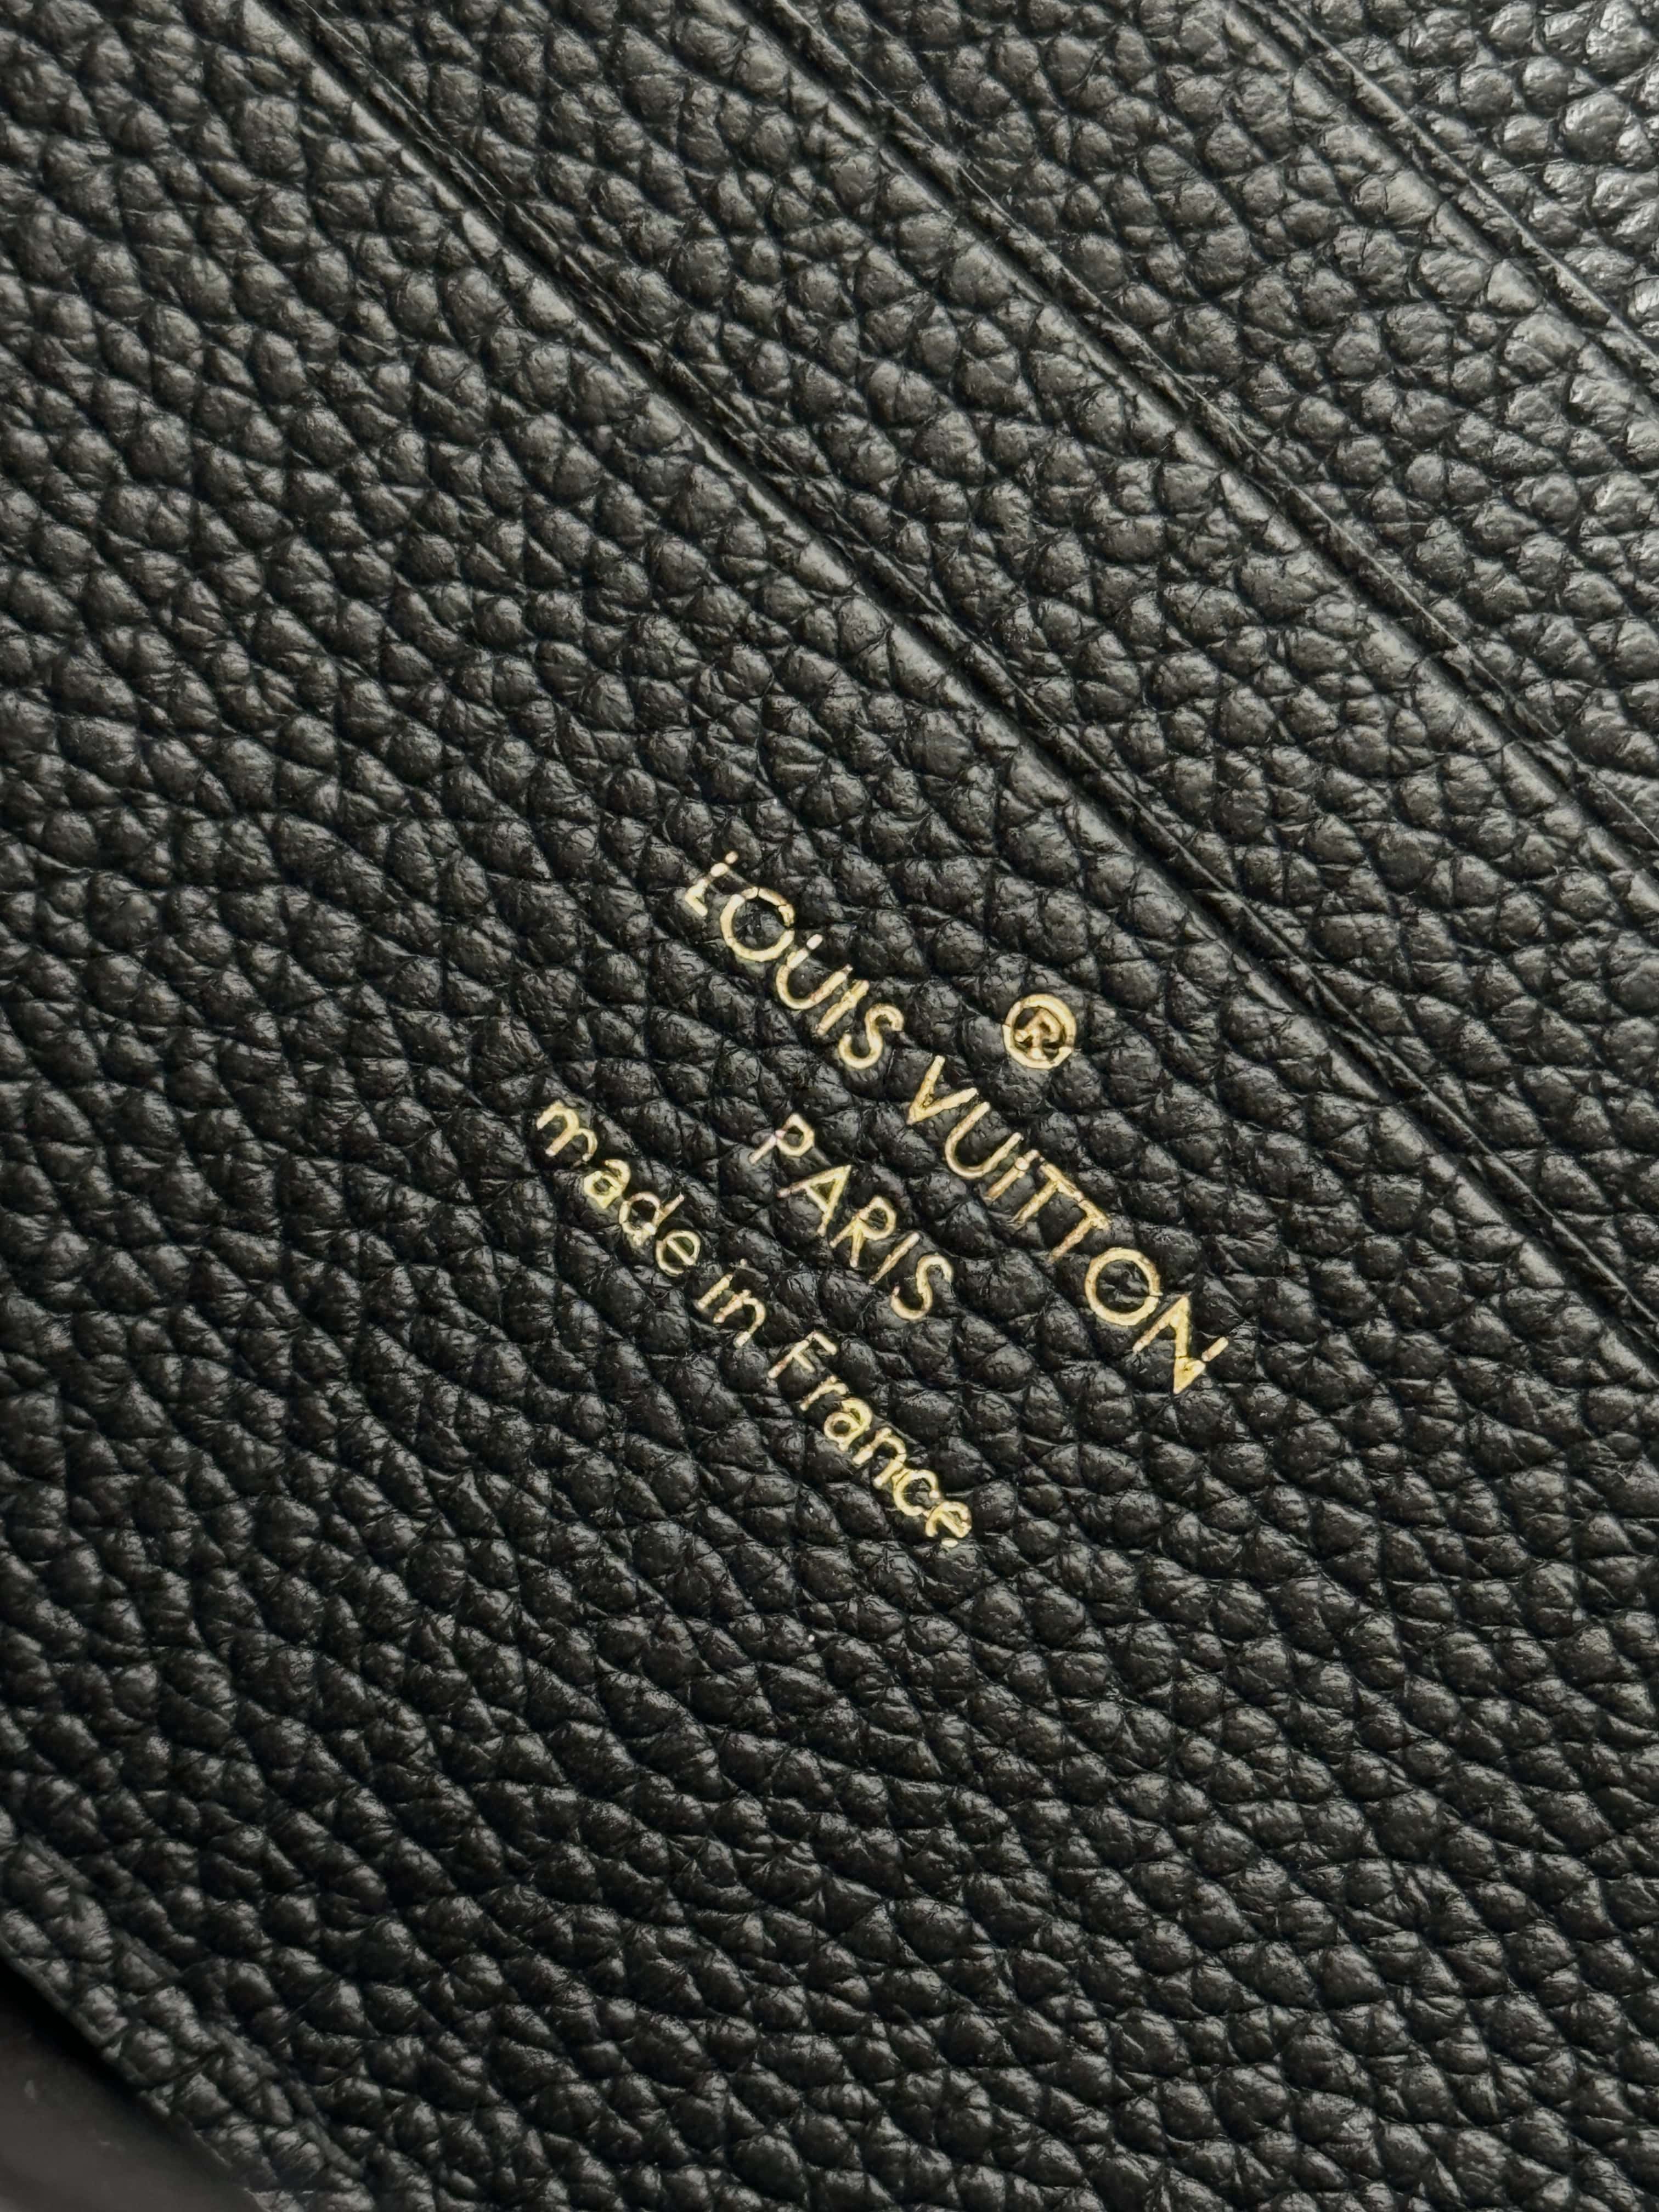 ®
LOUIS VUITTON
PARIS
made in France